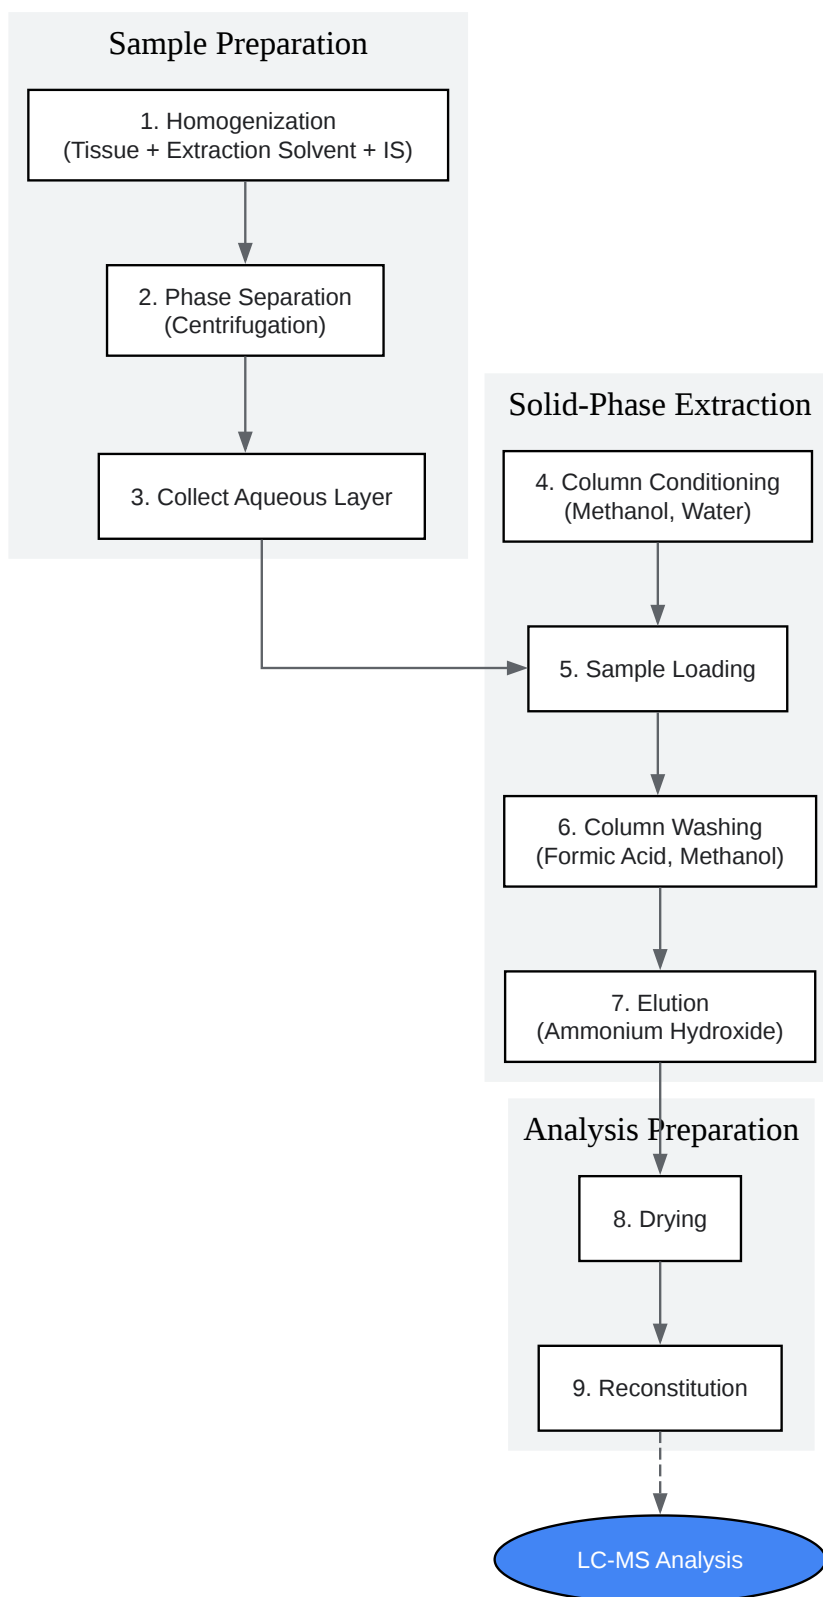 Sample Preparation
1. Homogenization
(Tissue + Extraction Solvent + IS)
2. Phase Separation
(Centrifugation)
3. Collect Aqueous Layer
Solid-Phase Extraction
4. Column Conditioning
(Methanol, Water)
5. Sample Loading
6. Column Washing
(Formic Acid, Methanol)
7. Elution
(Ammonium Hydroxide)
Analysis Preparation
8. Drying
9. Reconstitution
LC-MS Analysis